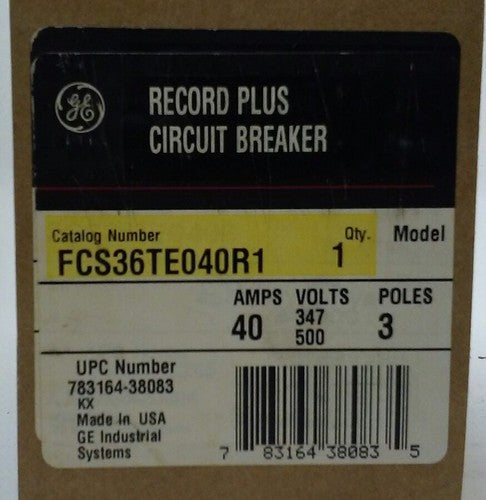 GE
RECORD PLUS
CIRCUIT BREAKER
Catalog Number Qty. Model
FCS36TE040R1 1
AMPS VOLTS POLES
40 347 3
500
UPC Number
783164-38083
KX
Made In USA
GE Industrial
Systems
7 83164 38083 5